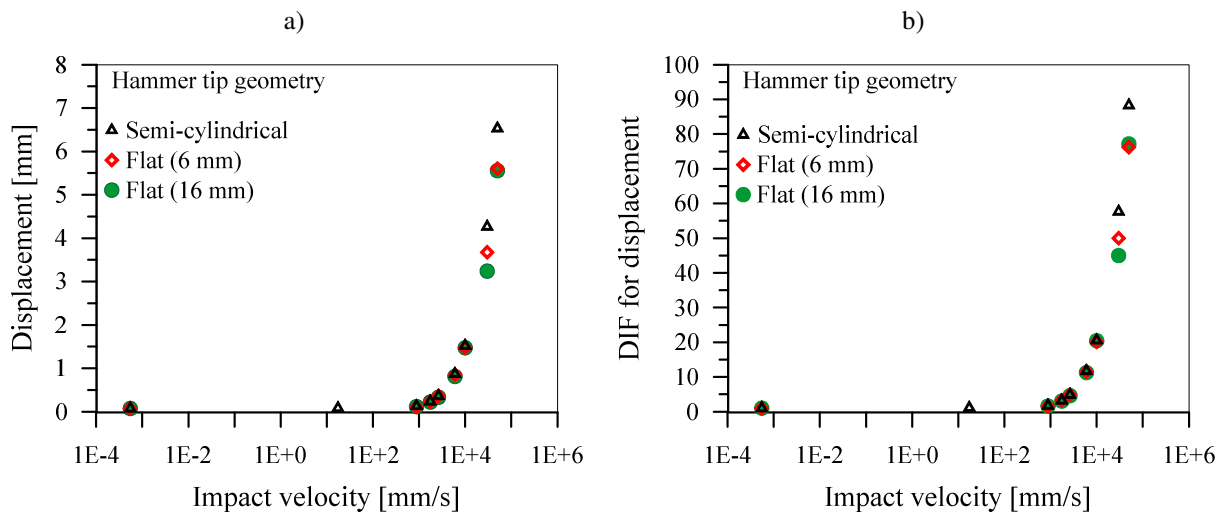 a)
8
7
6
5
4
3
2
1
0
Displacement [mm]
Hammer tip geometry
Semi-cylindrical
Flat (6 mm)
Flat (16 mm)
1E-4 1E-2 1E+0 1E+2 1E+4 1E+6
Impact velocity [mm/s]
b)
100
90
80
70
60
50
40
30
20
10
0
DIF for displacement
Hammer tip geometry
Semi-cylindrical
Flat (6 mm)
Flat (16 mm)
1E-4 1E-2 1E+0 1E+2 1E+4 1E+6
Impact velocity [mm/s]